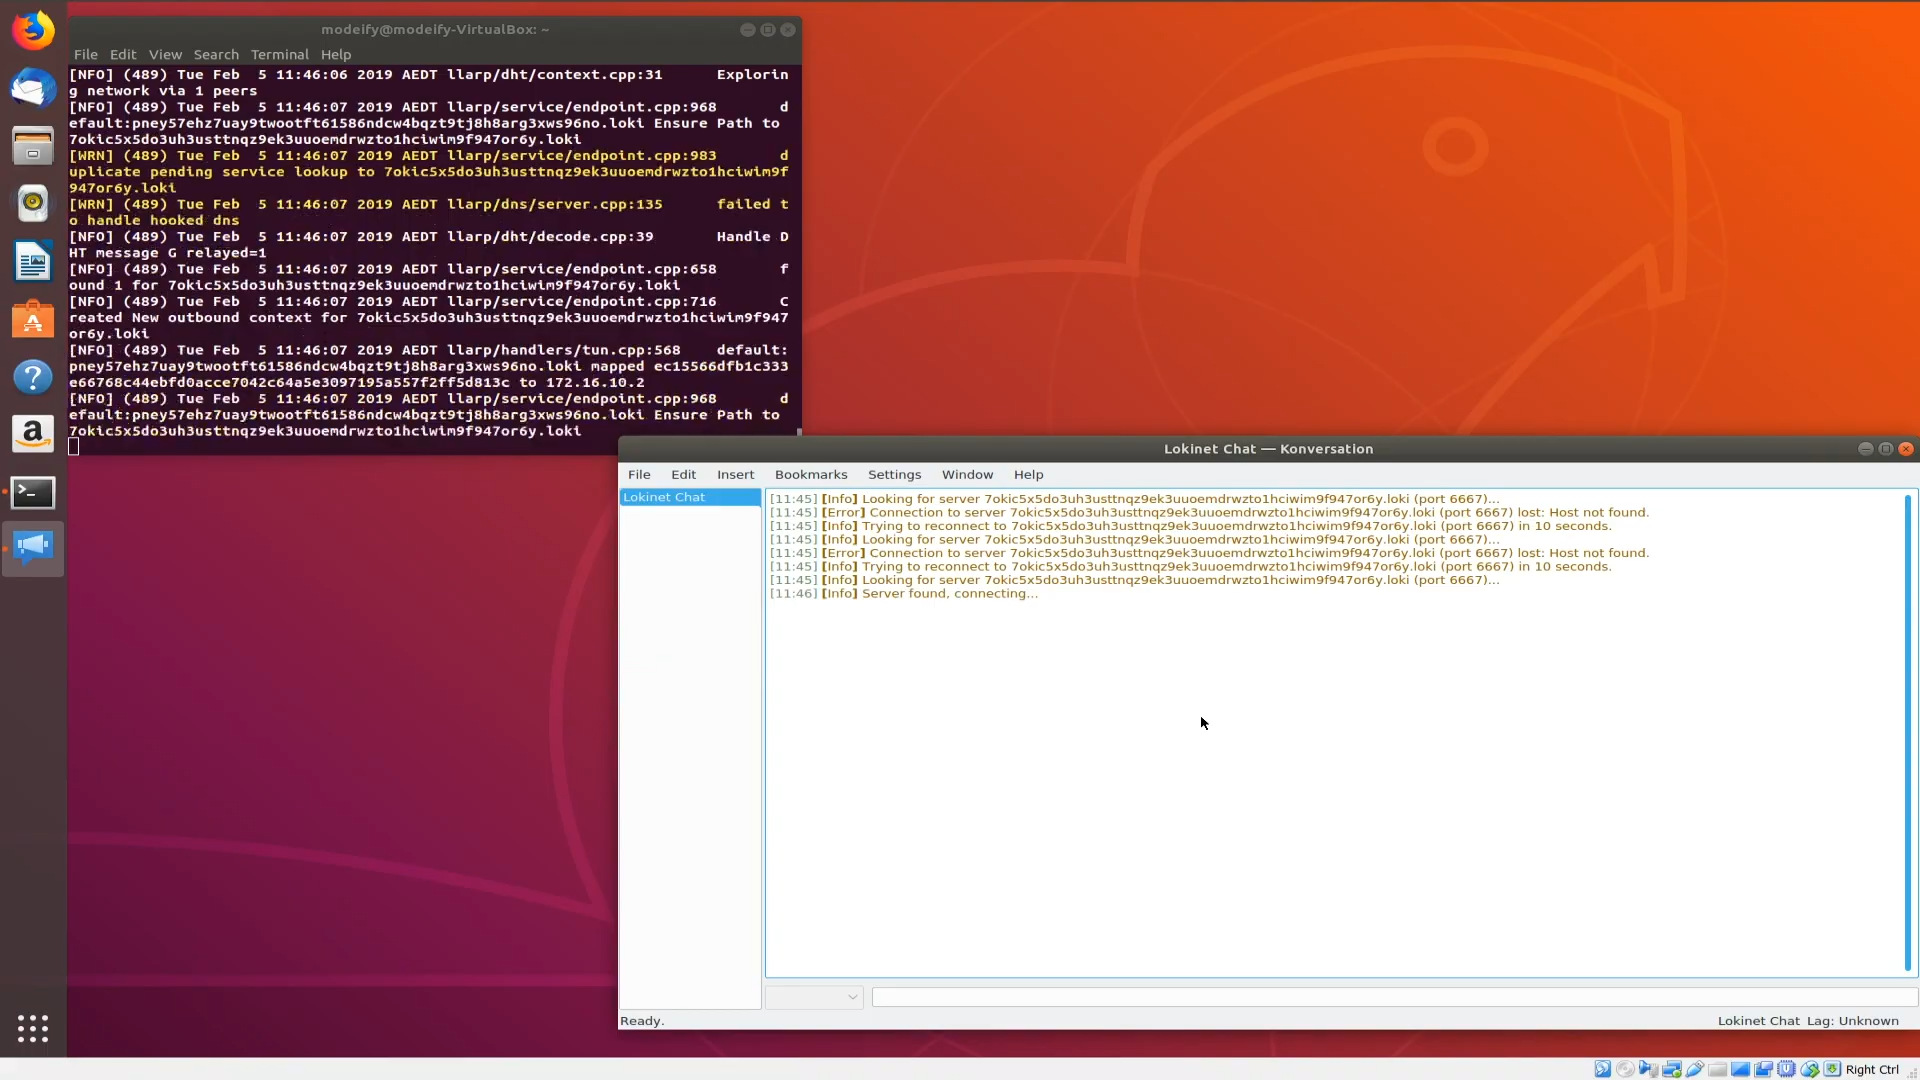 modeify@modeify-VirtualBox: ~
File Edit View Search Terminal Help
[NFO] (489) Tue Feb  5 11:46:06 2019 AEDT llarp/dht/context.cpp:31      Explorin
g network via 1 peers
[NFO] (489) Tue Feb  5 11:46:07 2019 AEDT llarp/service/endpoint.cpp:968       d
efault:pney57ehz7uay9twootft61586ndcw4bqzt9tj8h8arg3xws96no.loki Ensure Path to
7okic5x5do3uh3usttnqz9ek3uuoemdrwzto1hciwim9f947or6y.loki
[WRN] (489) Tue Feb  5 11:46:07 2019 AEDT llarp/service/endpoint.cpp:983       d
uplicate pending service lookup to 7okic5x5do3uh3usttnqz9ek3uuoemdrwzto1hciwim9f
947or6y.loki
[WRN] (489) Tue Feb  5 11:46:07 2019 AEDT llarp/dns/server.cpp:135      failed t
o handle hooked dns
[NFO] (489) Tue Feb  5 11:46:07 2019 AEDT llarp/dht/decode.cpp:39       Handle D
HT message G relayed=1
[NFO] (489) Tue Feb  5 11:46:07 2019 AEDT llarp/service/endpoint.cpp:658       f
ound 1 for 7okic5x5do3uh3usttnqz9ek3uuoemdrwzto1hciwim9f947or6y.loki
[NFO] (489) Tue Feb  5 11:46:07 2019 AEDT llarp/service/endpoint.cpp:716       C
reated New outbound context for 7okic5x5do3uh3usttnqz9ek3uuoemdrwzto1hciwim9f947
or6y.loki
[NFO] (489) Tue Feb  5 11:46:07 2019 AEDT llarp/handlers/tun.cpp:568    default:
pney57ehz7uay9twootft61586ndcw4bqzt9tj8h8arg3xws96no.loki mapped ec15566dfb1c333
e66768c44ebfd0acce7042c64a5e3097195a557f2ff5d813c to 172.16.10.2
[NFO] (489) Tue Feb  5 11:46:07 2019 AEDT llarp/service/endpoint.cpp:968       d
efault:pney57ehz7uay9twootft61586ndcw4bqzt9tj8h8arg3xws96no.loki Ensure Path to
7okic5x5do3uh3usttnqz9ek3uuoemdrwzto1hciwim9f947or6y.loki
Lokinet Chat — Konversation
File Edit Insert Bookmarks Settings Window Help
Lokinet Chat
[11:45] [Info] Looking for server 7okic5x5do3uh3usttnqz9ek3uuoemdrwzto1hciwim9f947or6y.loki (port 6667)...
[11:45] [Error] Connection to server 7okic5x5do3uh3usttnqz9ek3uuoemdrwzto1hciwim9f947or6y.loki (port 6667) lost: Host not found.
[11:45] [Info] Trying to reconnect to 7okic5x5do3uh3usttnqz9ek3uuoemdrwzto1hciwim9f947or6y.loki (port 6667) in 10 seconds.
[11:45] [Info] Looking for server 7okic5x5do3uh3usttnqz9ek3uuoemdrwzto1hciwim9f947or6y.loki (port 6667)...
[11:45] [Error] Connection to server 7okic5x5do3uh3usttnqz9ek3uuoemdrwzto1hciwim9f947or6y.loki (port 6667) lost: Host not found.
[11:45] [Info] Trying to reconnect to 7okic5x5do3uh3usttnqz9ek3uuoemdrwzto1hciwim9f947or6y.loki (port 6667) in 10 seconds.
[11:45] [Info] Looking for server 7okic5x5do3uh3usttnqz9ek3uuoemdrwzto1hciwim9f947or6y.loki (port 6667)...
[11:46] [Info] Server found, connecting...
Ready.
Lokinet Chat Lag: Unknown
Right Ctrl